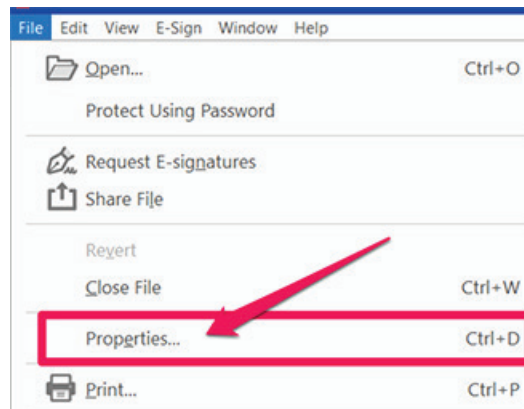 File Edit View E-Sign Window Help
Open... Ctrl+O
Protect Using Password
Request E-signatures
Share File
Revert
Close File Ctrl+W
Properties... Ctrl+D
Print... Ctrl+P